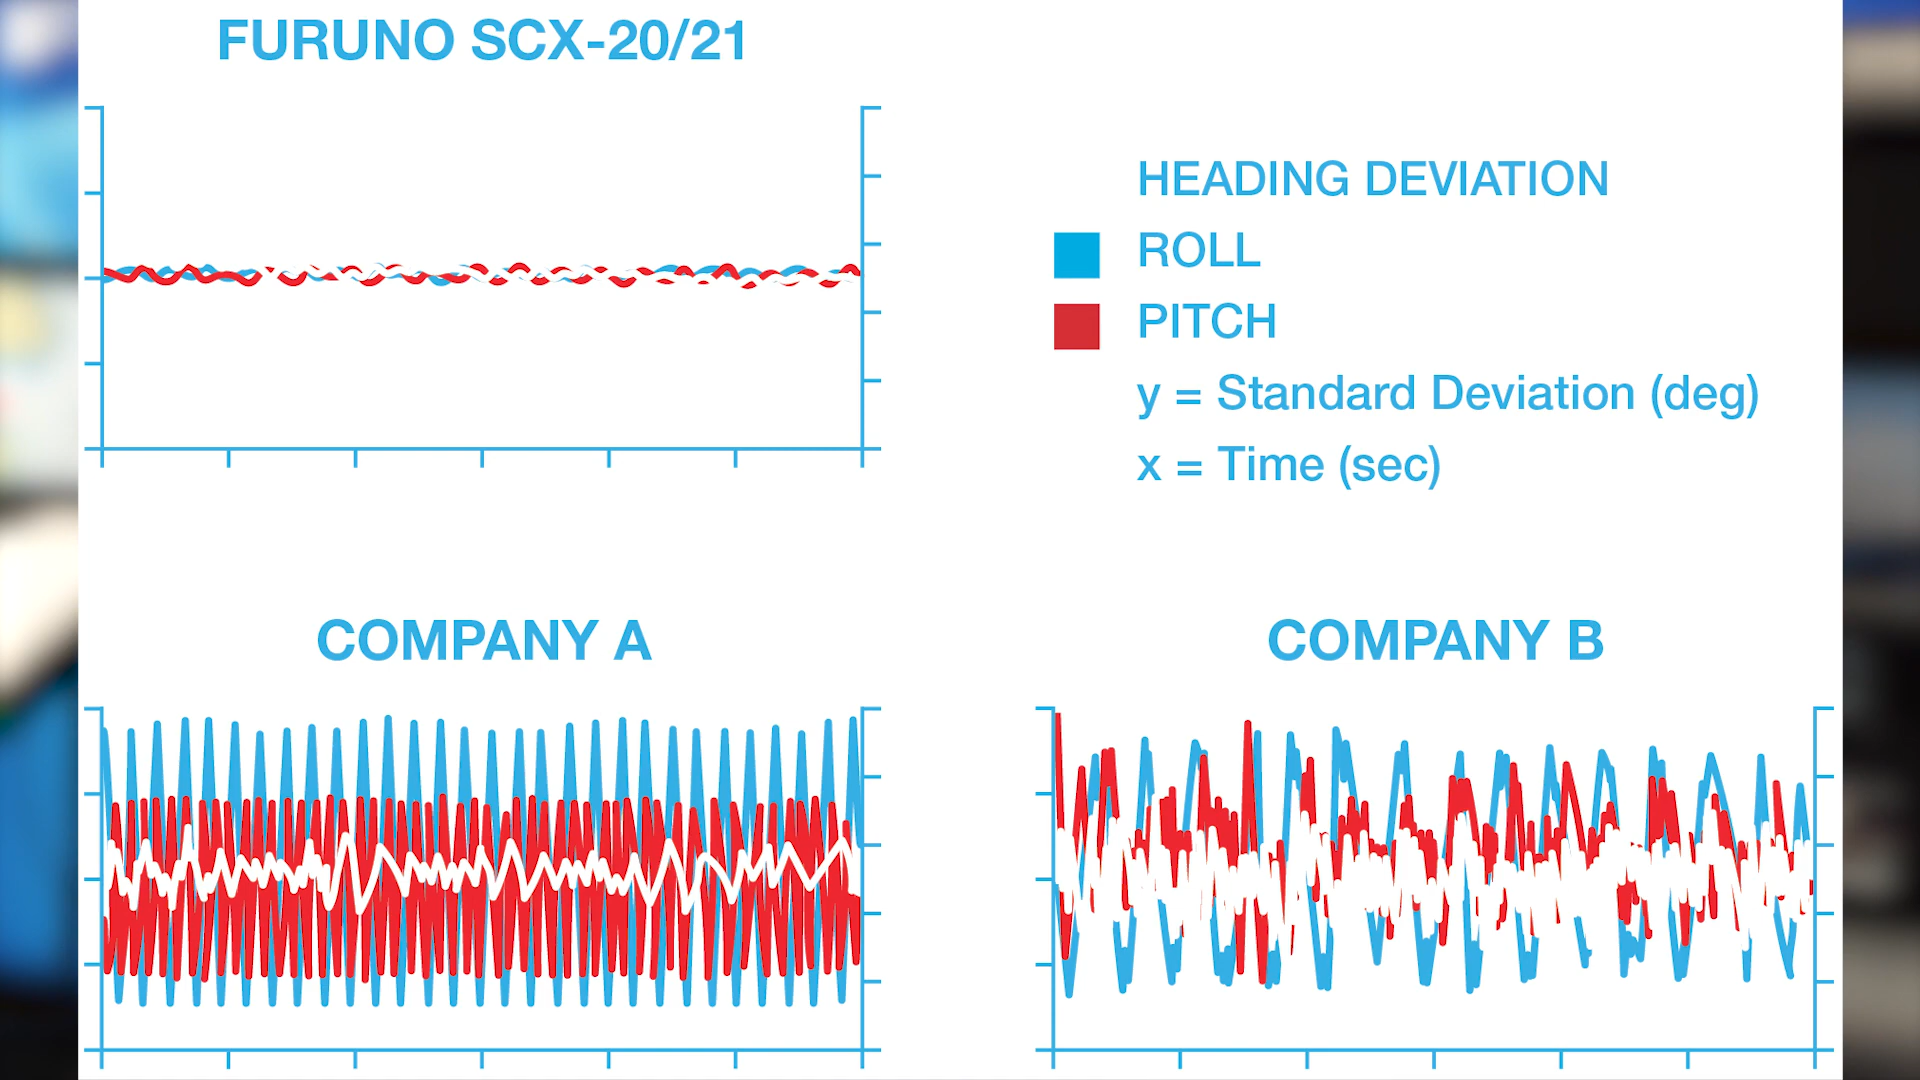 FURUNO SCX-20/21
HEADING DEVIATION
ROLL
PITCH
y = Standard Deviation (deg)
x = Time (sec)
COMPANY A
COMPANY B